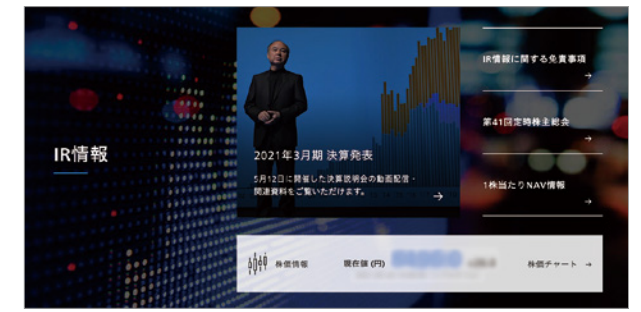 IR情報
2021年3月期 決算発表
5月12日に開催した決算説明会の動画配信・
関連資料をご覧いただけます。
→
IR情報に関する免責事項
→
第41回定時株主総会
→
1株当たりNAV情報
→
株価情報
現在値 (円)
株価チャート →